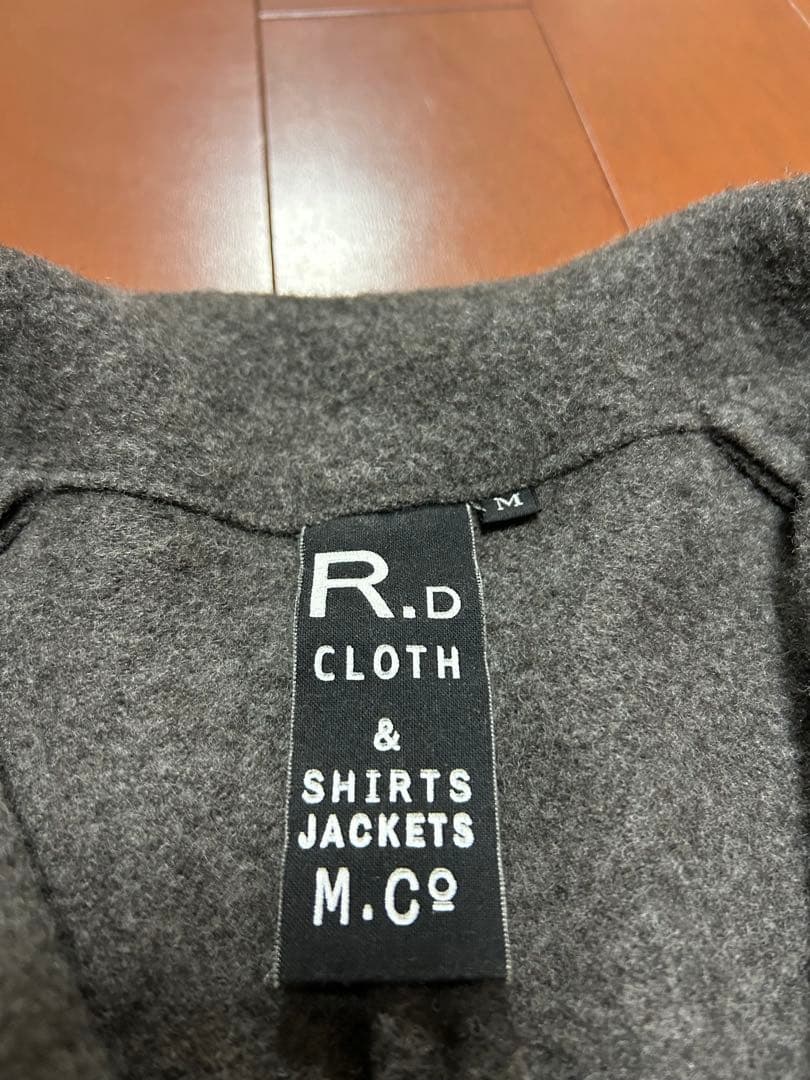 M
R.D
CLOTH
&
SHIRTS
JACKETS
M.Cº